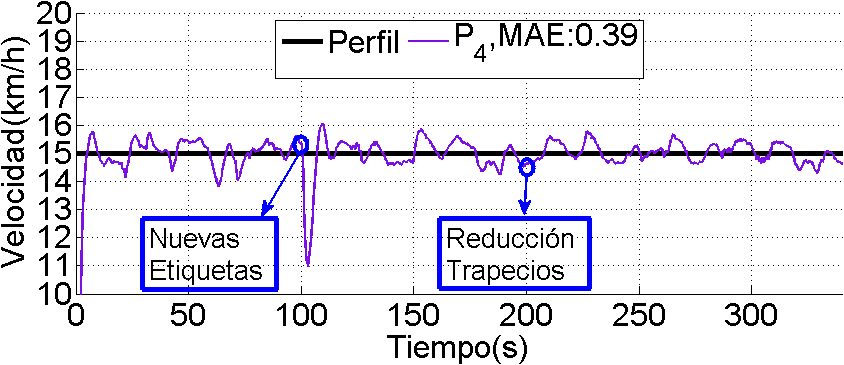 20
19
18
17
16
15
14
13
12
11
10
Velocidad(km/h)
Perfil
P4,MAE:0.39
Nuevas
Etiquetas
Reducción
Trapecios
0 50 100 150 200 250 300
Tiempo(s)